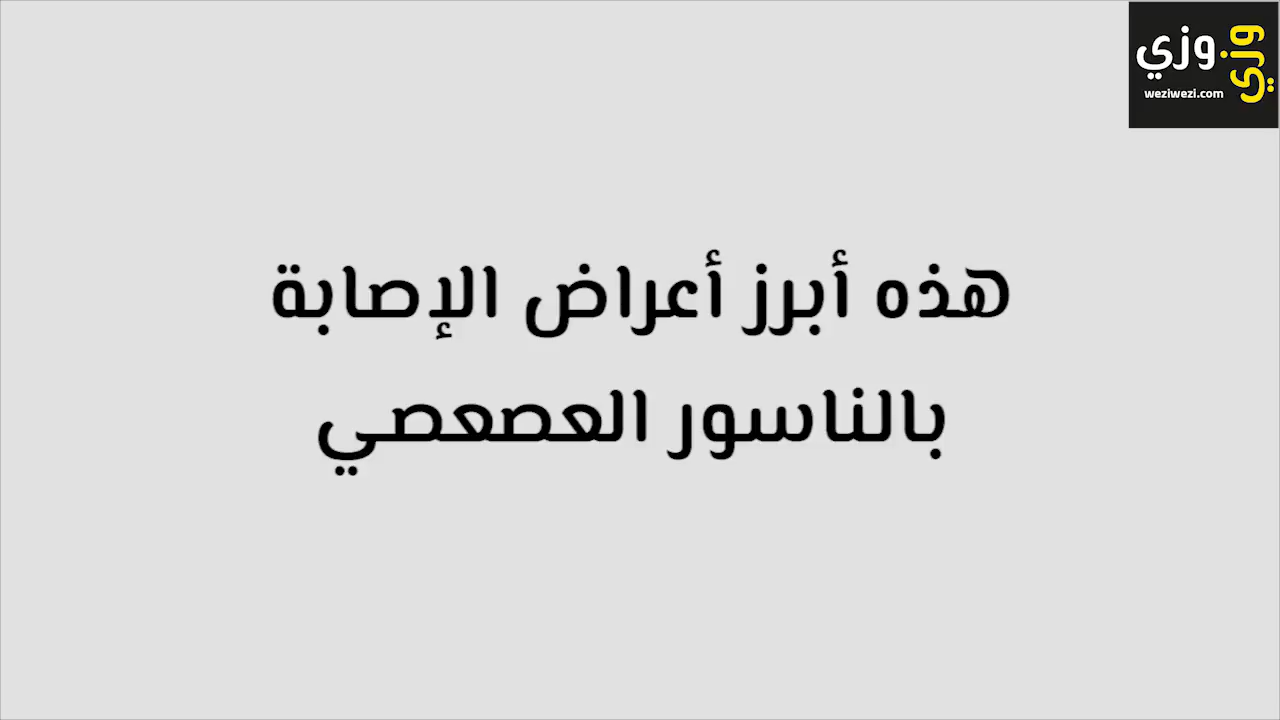 وزي وزي
weziwezi.com
هذه أبرز أعراض الإصابة
بالناسور العصعصي